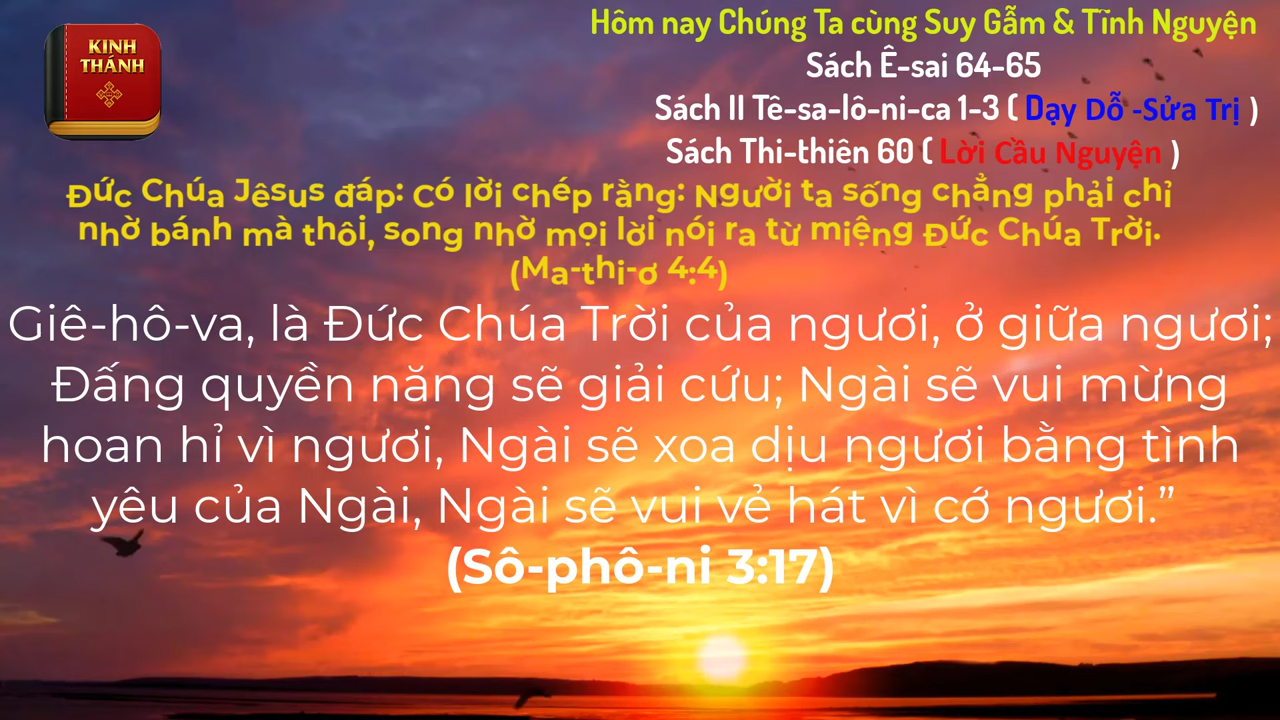 KINH
THÁNH
Hôm nay Chúng Ta cùng Suy Gẫm & Tĩnh Nguyện
Sách Ê-sai 64-65
Sách II Tê-sa-lô-ni-ca 1-3 ( Dạy Dỗ -Sửa Trị )
Sách Thi-thiên 60 ( Lời Cầu Nguyện )
Đức Chúa Jêsus đáp: Có lời chép rằng: Người ta sống chẳng phải chỉ
nhờ bánh mà thôi, song nhờ mọi lời nói ra từ miệng Đức Chúa Trời.
(Ma-thi-ơ 4:4)
Giê-hô-va, là Đức Chúa Trời của ngươi, ở giữa ngươi;
Đấng quyền năng sẽ giải cứu; Ngài sẽ vui mừng
hoan hỉ vì ngươi, Ngài sẽ xoa dịu ngươi bằng tình
yêu của Ngài, Ngài sẽ vui vẻ hát vì cớ ngươi.”
(Sô-phô-ni 3:17)